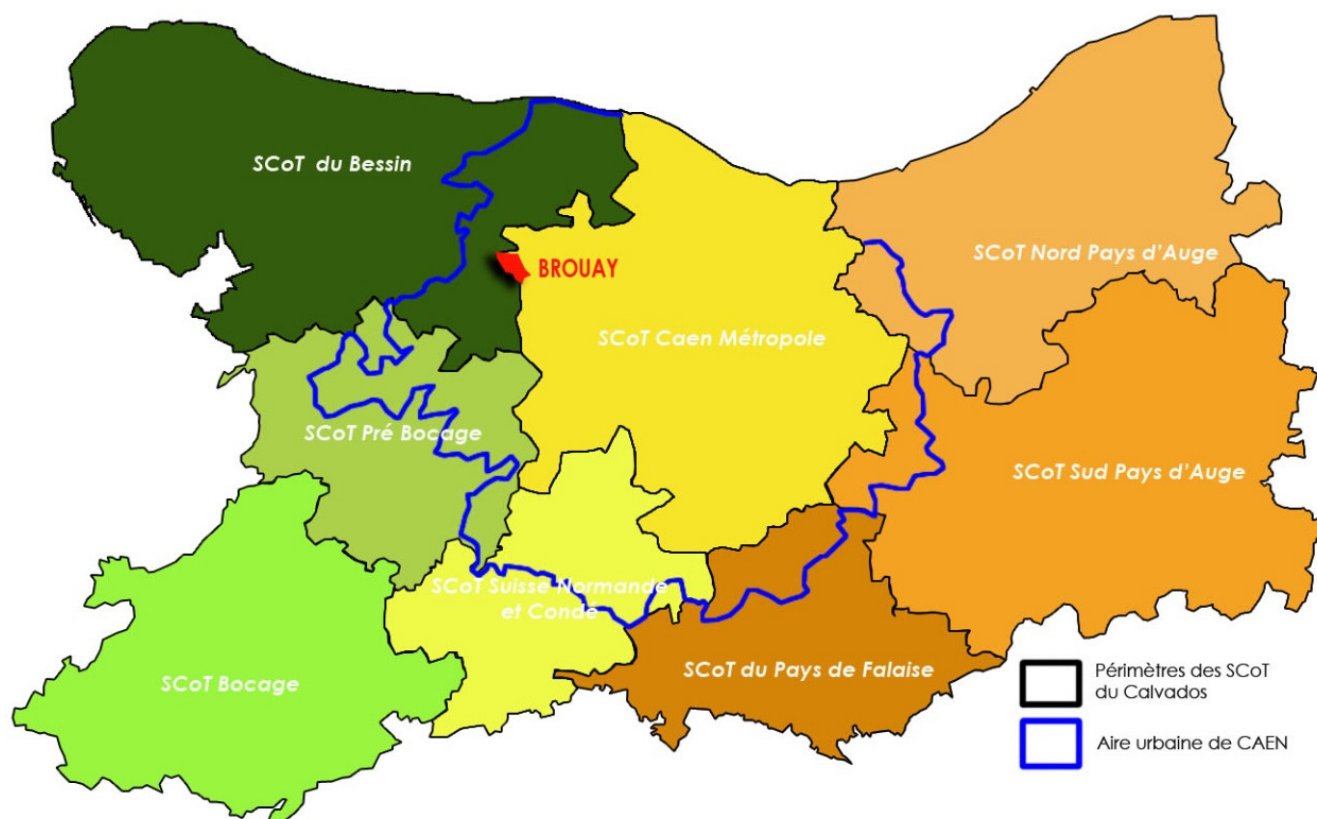 SCoT du Bessin
BROUAY
SCoT Nord Pays d'Auge
SCoT Caen Métropole
SCoT Pré Bocage
SCoT Sud Pays d'Auge
SCoT Suisse Normande
et Condé
SCoT Bocage
SCoT du Pays de Falaise
Périmètres des SCoT
du Calvados
Aire urbaine de CAEN